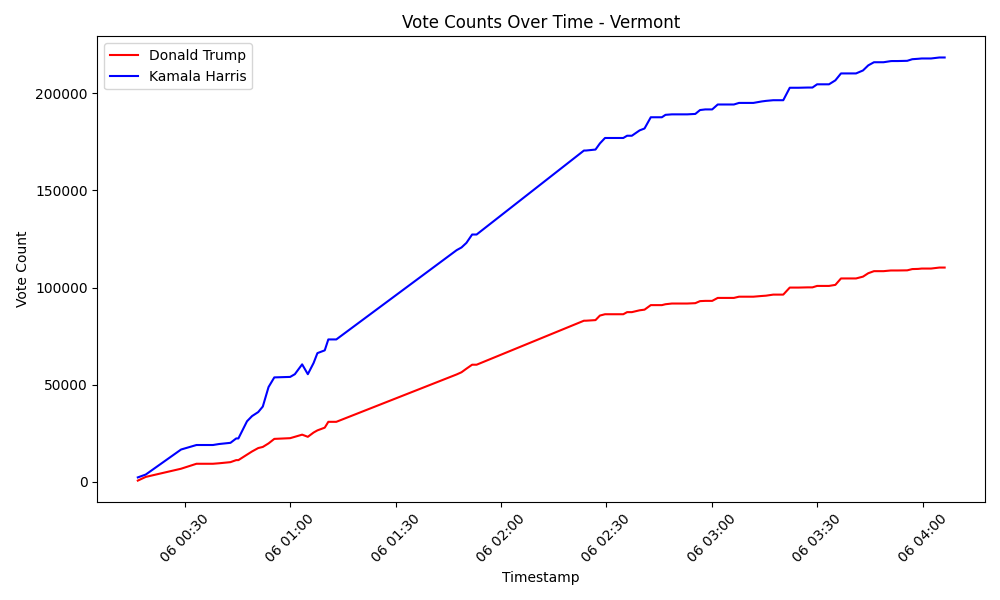 Vote Counts Over Time - Vermont
Donald Trump
Kamala Harris
Vote Count
200000
150000
100000
50000
0
06 00:30
06 01:00
06 01:30
06 02:00
06 02:30
06 03:00
06 03:30
06 04:00
Timestamp